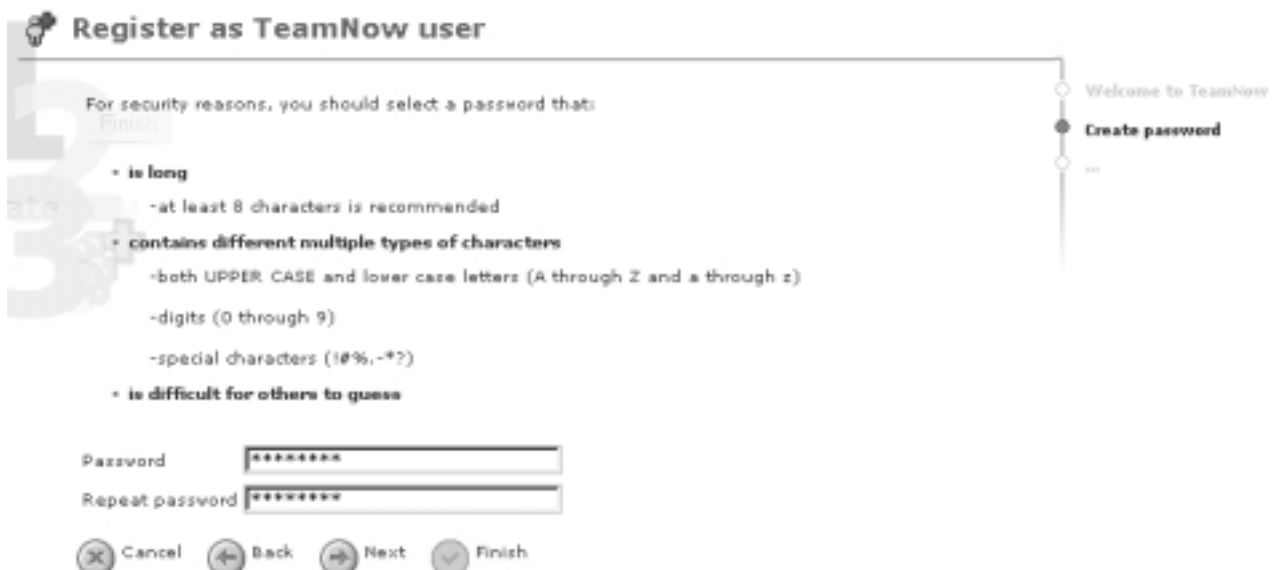 Register as TeamNow user
For security reasons, you should select a password that:
Finish
Welcome to TeamNow
Create password
...
- is long
-at least 8 characters is recommended
- contains different multiple types of characters
-both UPPER CASE and lower case letters (A through Z and a through z)
-digits (0 through 9)
-special characters (!#%.-*?)
- is difficult for others to guess
Password ********
Repeat password ********
Cancel Back Next Finish